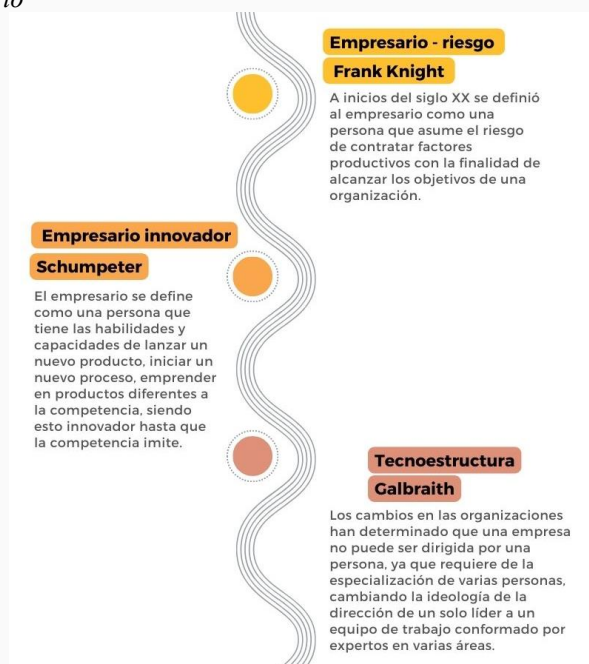 Empresario - riesgo
Frank Knight
A inicios del siglo XX se definió
al empresario como una
persona que asume el riesgo
de contratar factores
productivos con la finalidad de
alcanzar los objetivos de una
organización.
Empresario innovador
Schumpeter
El empresario se define
como una persona que
tiene las habilidades y
capacidades de lanzar un
nuevo producto, iniciar un
nuevo proceso, emprender
en productos diferentes a
la competencia, siendo
esto innovador hasta que
la competencia imite.
Tecnoestructura
Galbraith
Los cambios en las organizaciones
han determinado que una empresa
no puede ser dirigida por una
persona, ya que requiere de la
especialización de varias personas,
cambiando la ideología de la
dirección de un solo líder a un
equipo de trabajo conformado por
expertos en varias áreas.